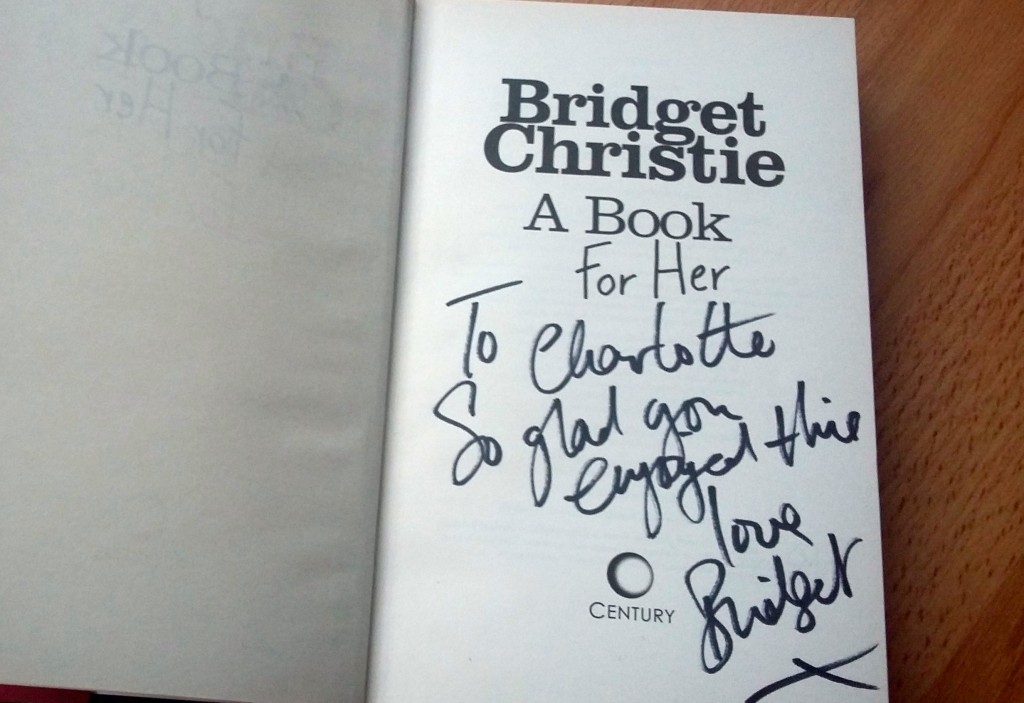 Bridget
Christie
A Book
For Her
To Charlotte
So glad you
enjoyed this
love
Bridget
X
CENTURY